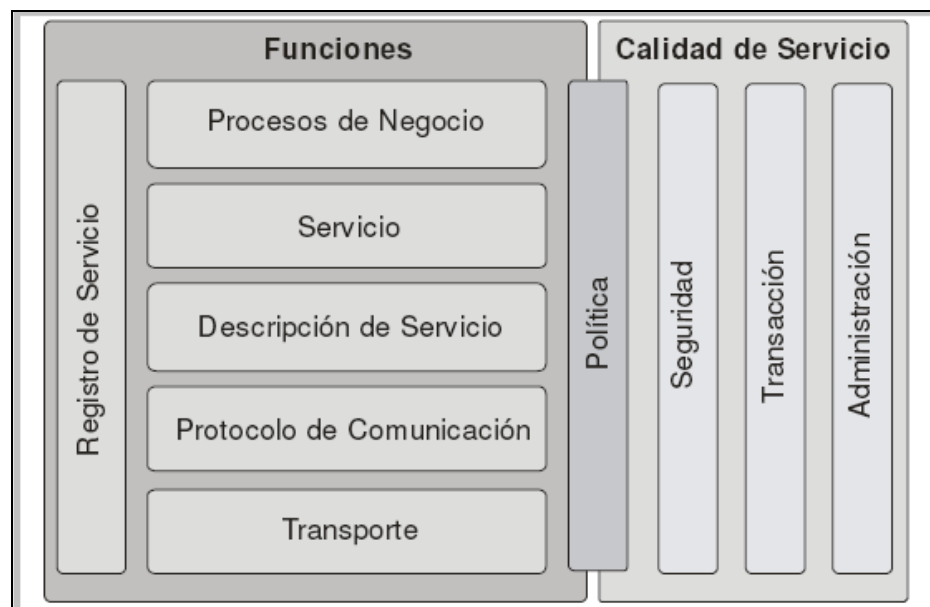 Funciones
Calidad de Servicio
Registro de Servicio
Procesos de Negocio
Servicio
Descripción de Servicio
Protocolo de Comunicación
Transporte
Política
Seguridad
Transacción
Administración